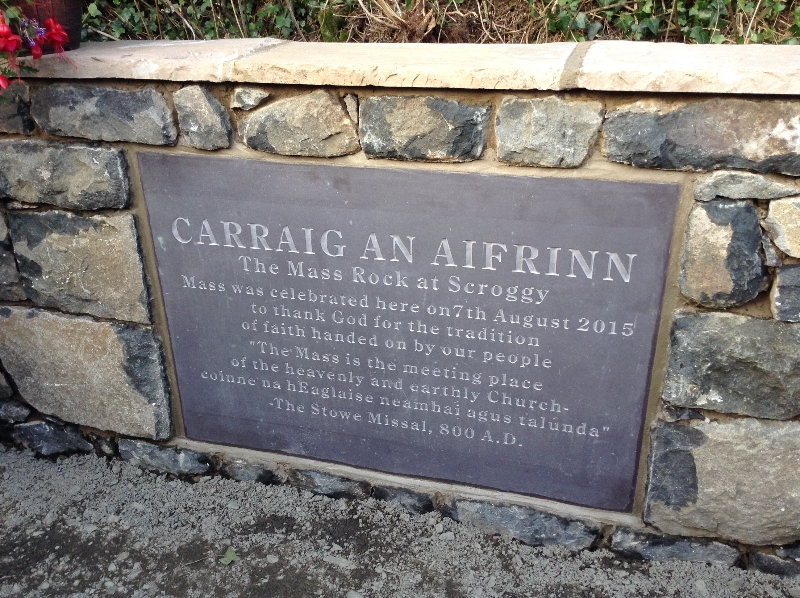 CARRAIG AN AIFRINN
The Mass Rock at Scroggy
Mass was celebrated here on7th August 2015
to thank God for the tradition
of faith handed on by our people
"The Mass is the meeting place
of the heavenly and earthly Church-
coinne na hEaglaise neamhaí agus talúnda"
-The Stowe Missal, 800 A.D.